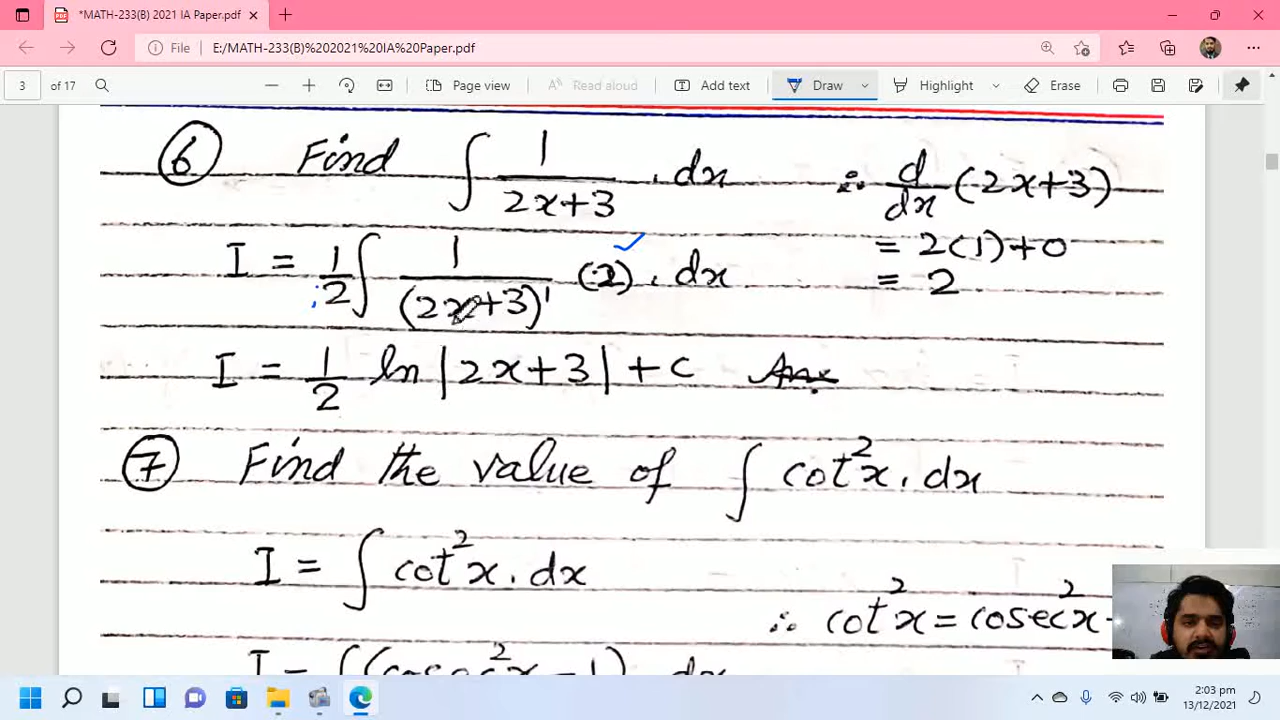 *MATH-233(B) 2021 IA Paper.pdf
File E:/MATH-233(B)%202021%20IA%20Paper.pdf
3 of 17 Page view Read aloud Add text Draw Highlight Erase
⑥ Find ∫ 1/(2x+3) . dx ∴ d/dx (2x+3)
= 2(1)+0
I = 1/2 ∫ 1/(2x+3)¹ (2) . dx = 2
I = 1/2 ln |2x+3| + c Ans
⑦ Find the value of ∫ cot²x . dx
I = ∫ cot²x . dx
∴ cot²x = cosec²x -
I = ∫(cosec²x - 1) dx
2:03 pm
13/12/2021